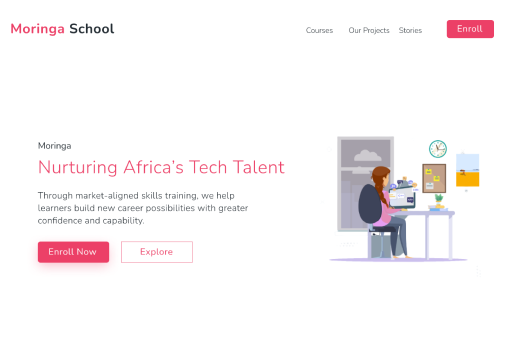 Moringa School
Courses Our Projects Stories Enroll
Moringa
Nurturing Africa's Tech Talent
Through market-aligned skills training, we help
learners build new career possibilities with greater
confidence and capability.
Enroll Now Explore